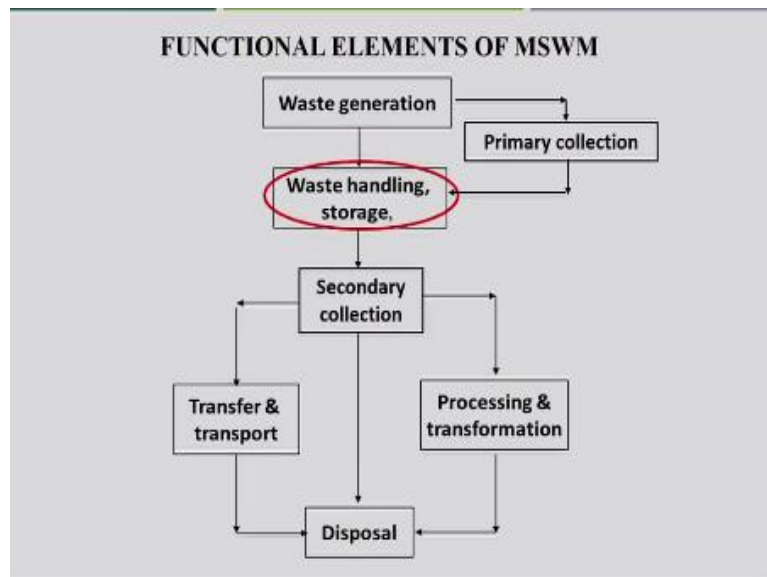 FUNCTIONAL ELEMENTS OF MSWM
Waste generation
Primary collection
Waste handling,
storage,
Secondary
collection
Transfer &
transport
Processing &
transformation
Disposal